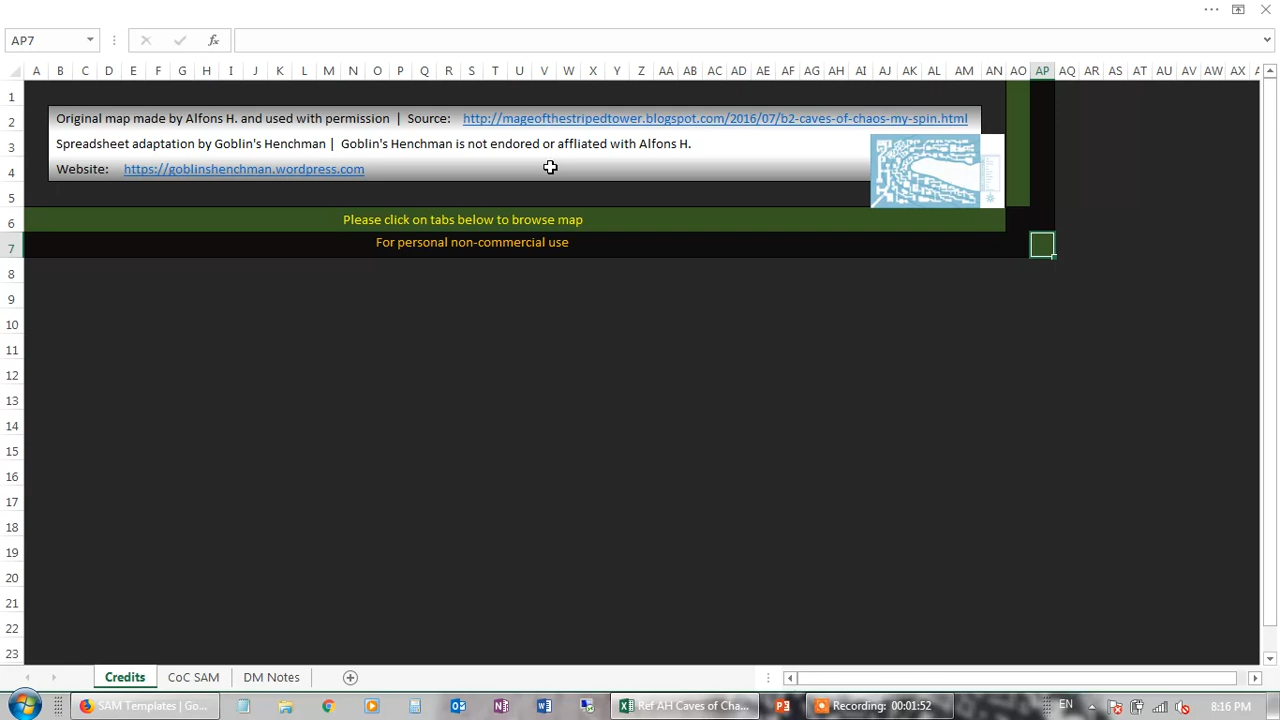 AP7
A B C D E F G H I J K L M N O P Q R S T U V W X Y Z AA AB AC AD AE AF AG AH AI AJ AK AL AM AN AO AP AQ AR AS AT AU AV AW AX
1
2 Original map made by Alfons H. and used with permission | Source: http://mageofthestripedtower.blogspot.com/2016/07/b2-caves-of-chaos-my-spin.html
3 Spreadsheet adaptation by Goblin's Henchman | Goblin's Henchman is not endored or affliated with Alfons H.
4 Website: https://goblinshenchman.wordpress.com
5
6 Please click on tabs below to browse map
7 For personal non-commercial use
8
9
10
11
12
13
14
15
16
17
18
19
20
21
22
23
Credits CoC SAM DM Notes
SAM Templates | Go... Ref AH Caves of Cha... Recording: 00:01:52 EN 8:16 PM